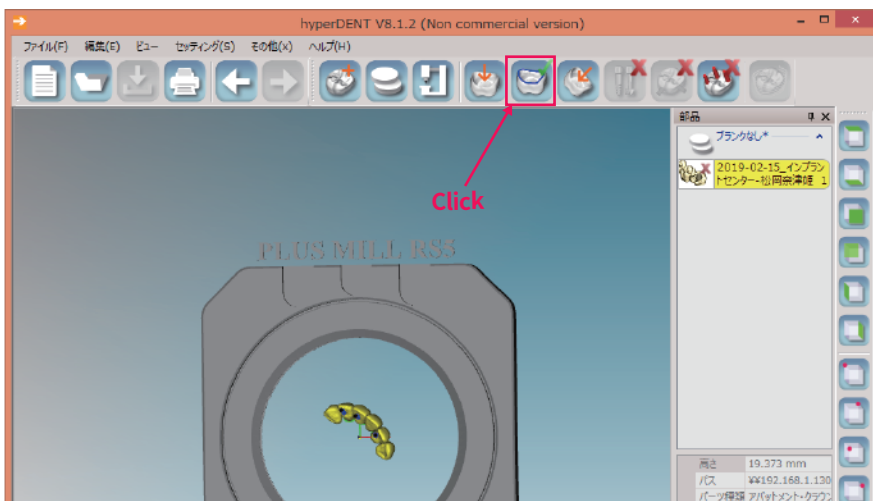 hyperDENT V8.1.2 (Non commercial version)
ファイル(F) 編集(E) ビュー セッティング(S) その他(x) ヘルプ(H)
Click
PLUS MILL RS3
部品
ブランクなし*
2019-02-15_インプラン
トセンター-松岡奈津姫 1
高さ 19.373 mm
パス ¥¥192.168.1.130
パーツ種類 アバットメント・クラウン